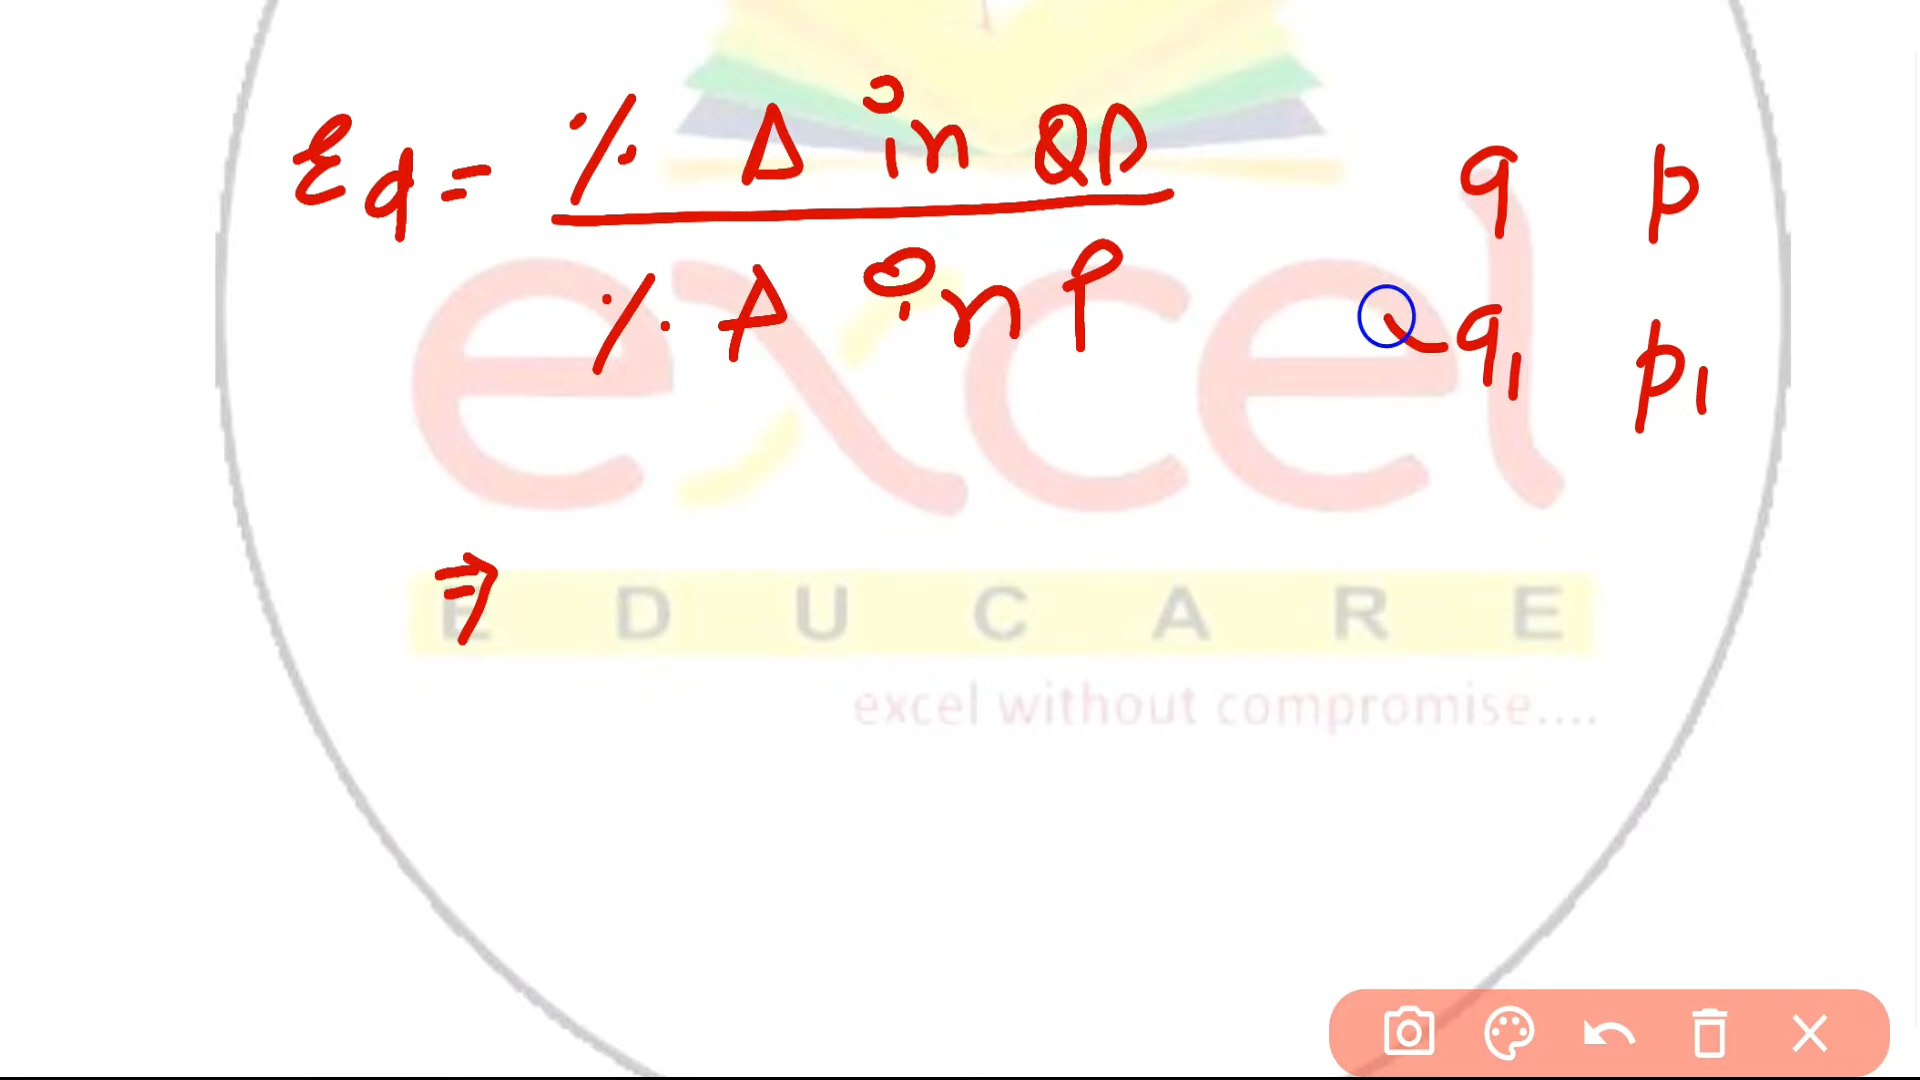 Ed = % Δ in QD q p
% Δ in P q1 p1
⇒
excel
EDUCARE
excel without compromise....